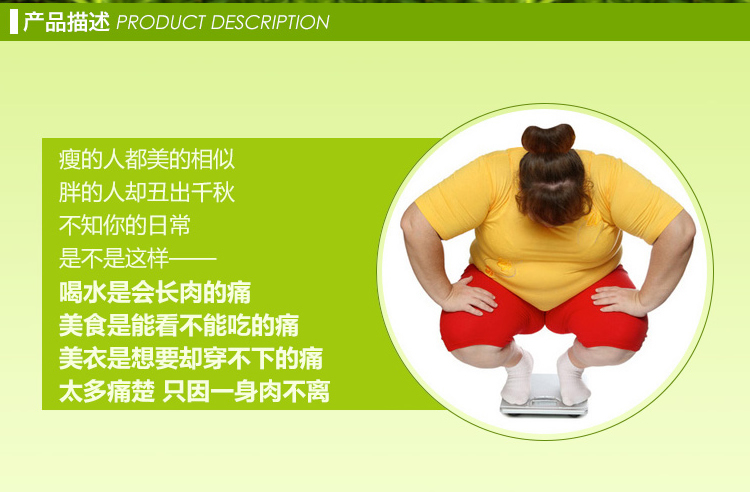 产品描述 PRODUCT DESCRIPTION
瘦的人都美的相似
胖的人却丑出千秋
不知你的日常
是不是这样——
喝水是会长肉的痛
美食是能看不能吃的痛
美衣是想要却穿不下的痛
太多痛楚 只因一身肉不离